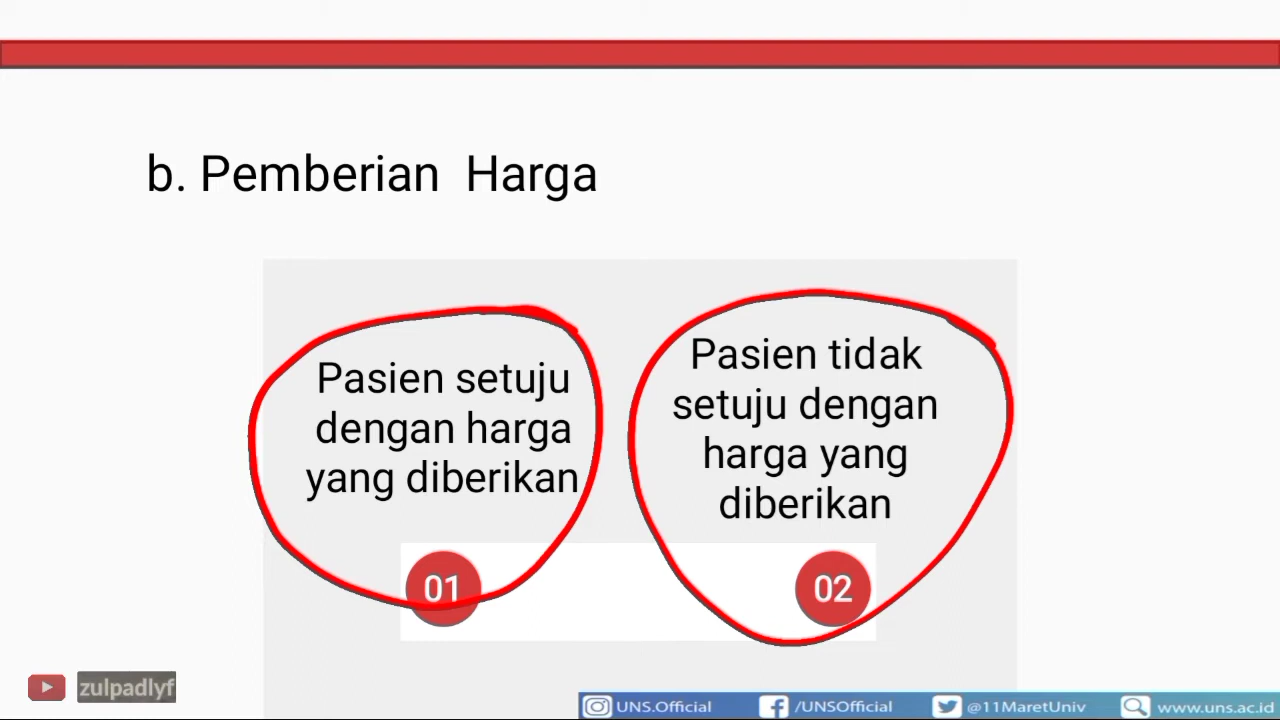 b. Pemberian Harga
Pasien setuju
dengan harga
yang diberikan
01
Pasien tidak
setuju dengan
harga yang
diberikan
02
zulpadlyf
UNS.Official
/UNSOfficial
@11MaretUniv
www.uns.ac.id